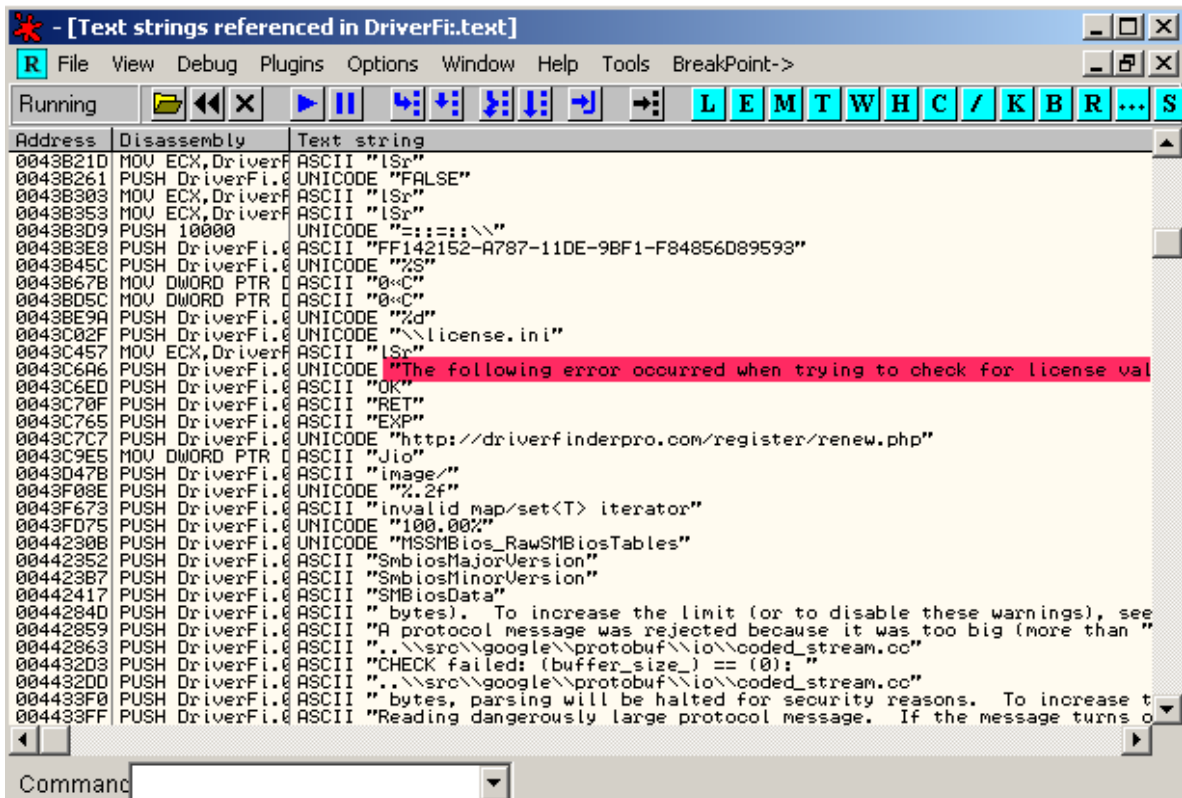 - [Text strings referenced in DriverFi:.text]
R File View Debug Plugins Options Window Help Tools BreakPoint->
Running L E M T W H C / K B R ... S
Address Disassembly Text string
0043B21D MOV ECX,DriverF ASCII "lSr"
0043B261 PUSH DriverFi.0 UNICODE "FALSE"
0043B303 MOV ECX,DriverF ASCII "lSr"
0043B353 MOV ECX,DriverF ASCII "lSr"
0043B3D9 PUSH 10000 UNICODE "=::=::\\"
0043B3E8 PUSH DriverFi.0 ASCII "FF142152-A787-11DE-9BF1-F84856D89593"
0043B45C PUSH DriverFi.0 UNICODE "%S"
0043B67B MOV DWORD PTR D ASCII "0«C"
0043BD5C MOV DWORD PTR D ASCII "0«C"
0043BE9A PUSH DriverFi.0 UNICODE "%d"
0043C02F PUSH DriverFi.0 UNICODE "\\license.ini"
0043C457 MOV ECX,DriverF ASCII "lSr"
0043C6A6 PUSH DriverFi.0 UNICODE "The following error occurred when trying to check for license val
0043C6ED PUSH DriverFi.0 ASCII "OK"
0043C70F PUSH DriverFi.0 ASCII "RET"
0043C765 PUSH DriverFi.0 ASCII "EXP"
0043C7C7 PUSH DriverFi.0 UNICODE "http://driverfinderpro.com/register/renew.php"
0043C9E5 MOV DWORD PTR D ASCII "Jio"
0043D47B PUSH DriverFi.0 ASCII "image/"
0043F08E PUSH DriverFi.0 UNICODE "%.2f"
0043F673 PUSH DriverFi.0 ASCII "invalid map/set<T> iterator"
0043FD75 PUSH DriverFi.0 UNICODE "100.00%"
0044230B PUSH DriverFi.0 UNICODE "MSSMBios_RawSMBiosTables"
00442352 PUSH DriverFi.0 ASCII "SmbiosMajorVersion"
004423B7 PUSH DriverFi.0 ASCII "SmbiosMinorVersion"
00442417 PUSH DriverFi.0 ASCII "SMBiosData"
0044284D PUSH DriverFi.0 ASCII " bytes).  To increase the limit (or to disable these warnings), see
00442859 PUSH DriverFi.0 ASCII "A protocol message was rejected because it was too big (more than "
00442863 PUSH DriverFi.0 ASCII "..\\src\\google\\protobuf\\io\\coded_stream.cc"
004432D3 PUSH DriverFi.0 ASCII "CHECK failed: (buffer_size_) == (0): "
004432DD PUSH DriverFi.0 ASCII "..\\src\\google\\protobuf\\io\\coded_stream.cc"
004433F0 PUSH DriverFi.0 ASCII " bytes, parsing will be halted for security reasons.  To increase t
004433FF PUSH DriverFi.0 ASCII "Reading dangerously large protocol message.  If the message turns o
Command